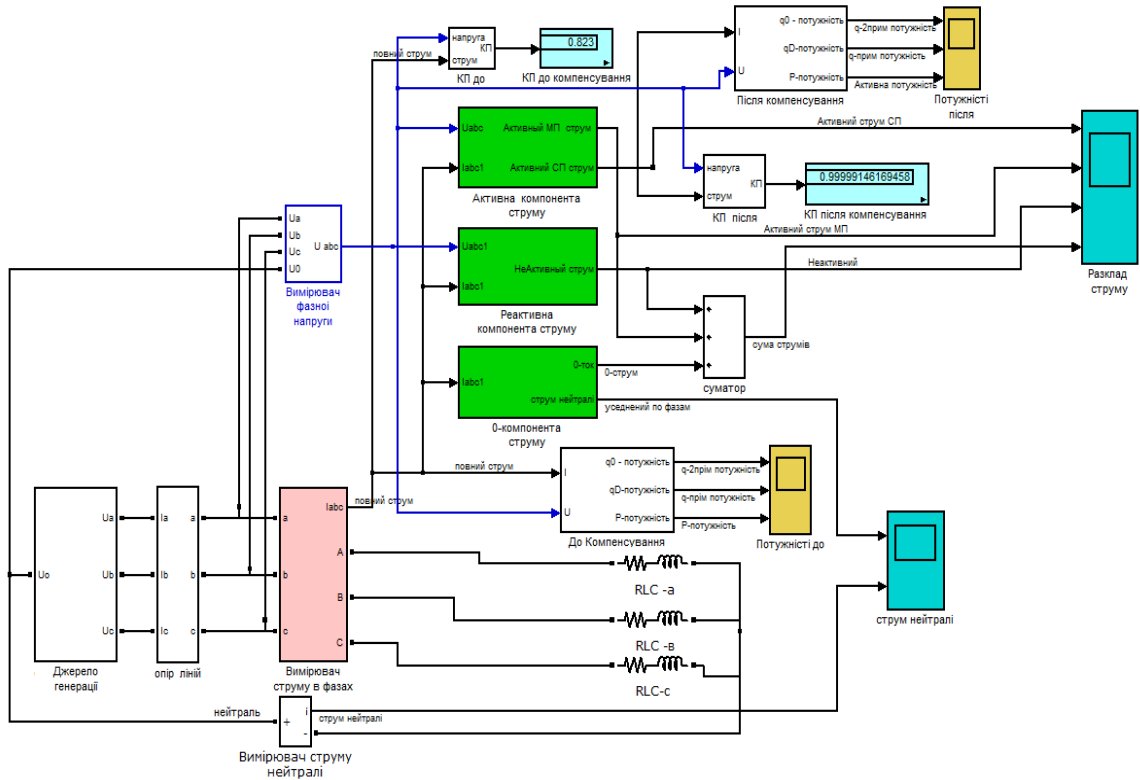 напруга
струм
КП
КП до
повний струм
0.823
КП до компенсування
I
U
q0 - потужність
qD-потужність
Р-потужність
Після компенсування
q-2прим потужність
q-прим потужність
Активна потужність
Потужністі
після
Uabc
Iabc1
Активный МП струм
Активний СП струм
Активна компонента
струму
Активний струм СП
напруга
струм
КП
КП після
0.99999146169458
КП після компенсування
Активний струм МП
Разклад
струму
Ua
Ub
Uc
U0
U abc
Вимірювач
фазної
напруги
Uabc1
Iabc1
НеАктивный струм
Реактивна
компонента струму
Неактивний
сума струмів
суматор
Iabc1
0-ток
струм нейтралі
0-струм
уседнений по фазам
0-компонента
струму
повний струм
I
U
q0 - потужність
qD-потужність
Р-потужність
До Компенсування
q-2прім потужність
q-прім потужність
Р-потужність
Потужністі до
повний струм
Uo
Ua
Ub
Uc
Джерело
генерації
Ia
Ib
Ic
a
b
c
опір ліній
a
b
c
Iabc
A
B
C
Вимірювач
струму в фазах
RLC -а
RLC -в
RLC-с
струм нейтралі
нейтраль
+
i
-
струм нейтралі
Вимірювач струму
нейтралі